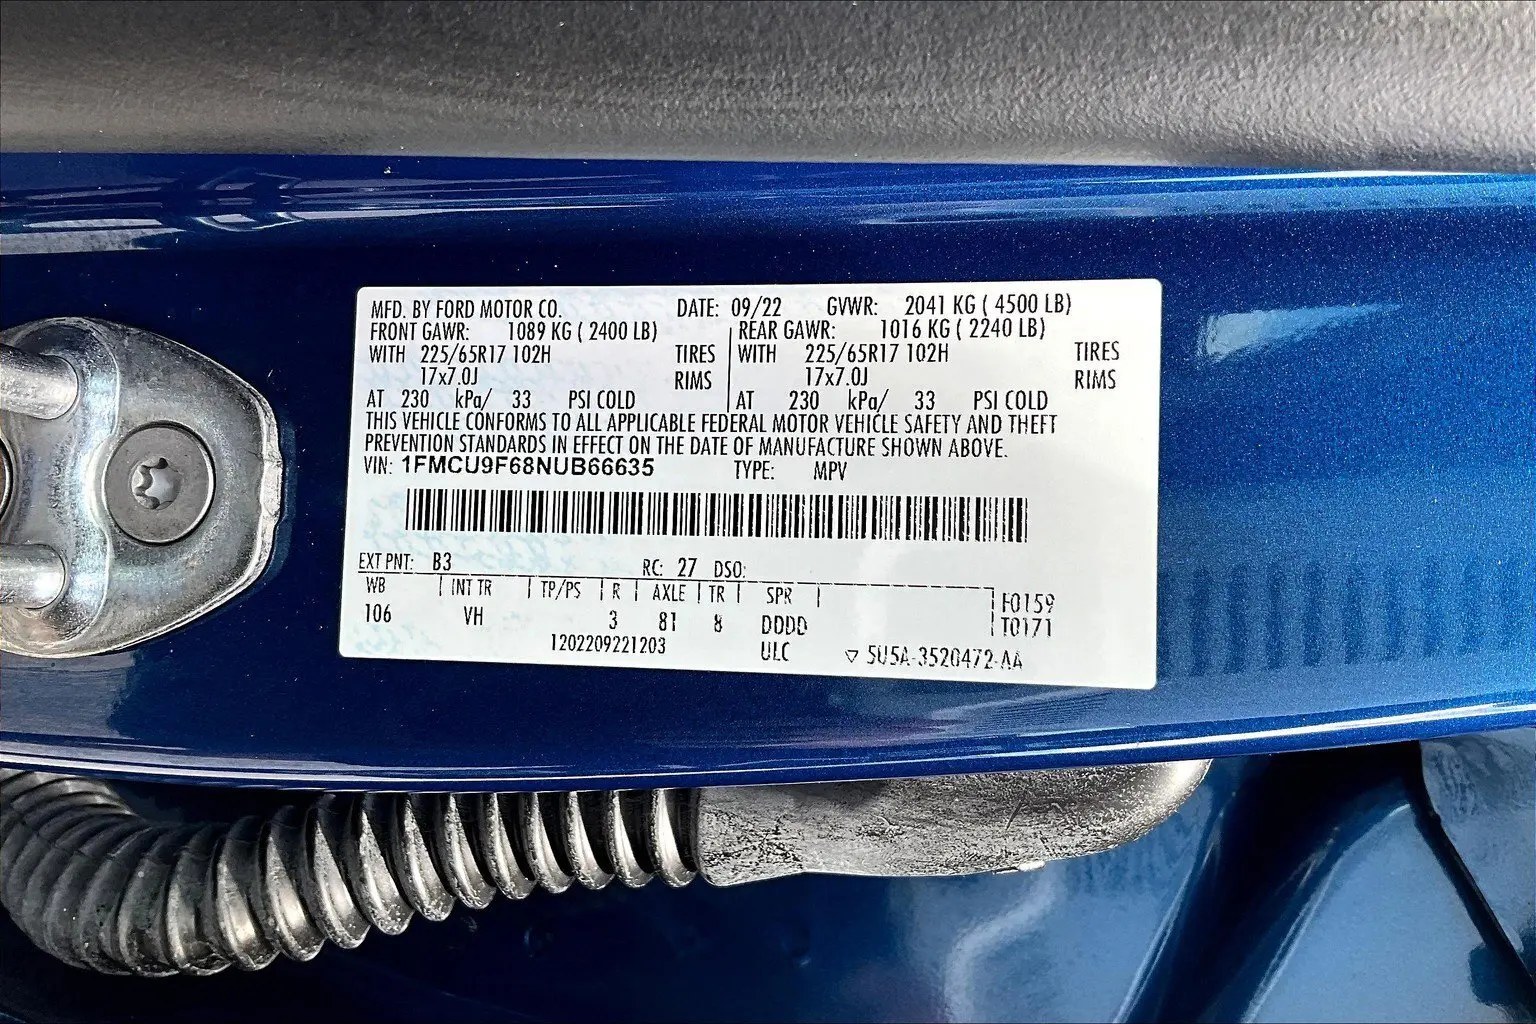 MFD. BY FORD MOTOR CO. DATE: 09/22 GVWR: 2041 KG ( 4500 LB)
FRONT GAWR: 1089 KG ( 2400 LB) REAR GAWR: 1016 KG ( 2240 LB)
WITH 225/65R17 102H TIRES WITH 225/65R17 102H TIRES
17x7.0J RIMS 17x7.0J RIMS
AT 230 kPa/ 33 PSI COLD AT 230 kPa/ 33 PSI COLD
THIS VEHICLE CONFORMS TO ALL APPLICABLE FEDERAL MOTOR VEHICLE SAFETY AND THEFT
PREVENTION STANDARDS IN EFFECT ON THE DATE OF MANUFACTURE SHOWN ABOVE.
VIN: 1FMCU9F68NUB66635 TYPE: MPV
EXT PNT: B3 RC: 27 DSO:
WB INT TR TP/PS R AXLE TR SPR F0159
106 VH 3 81 8 DDDD T0171
1202209221203 ULC ▽ 5U5A-3520472-AA